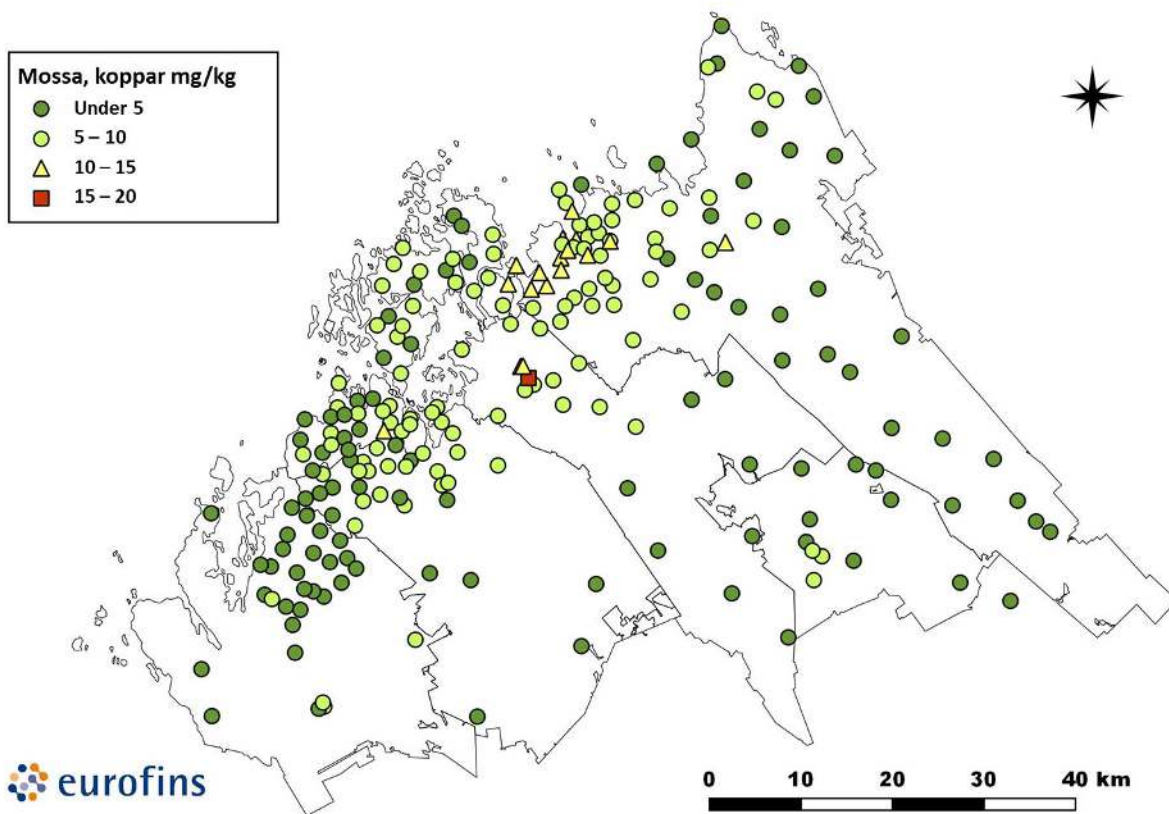 Mossa, koppar mg/kg
Under 5
5 – 10
10 – 15
15 – 20
eurofins
0 10 20 30 40 km